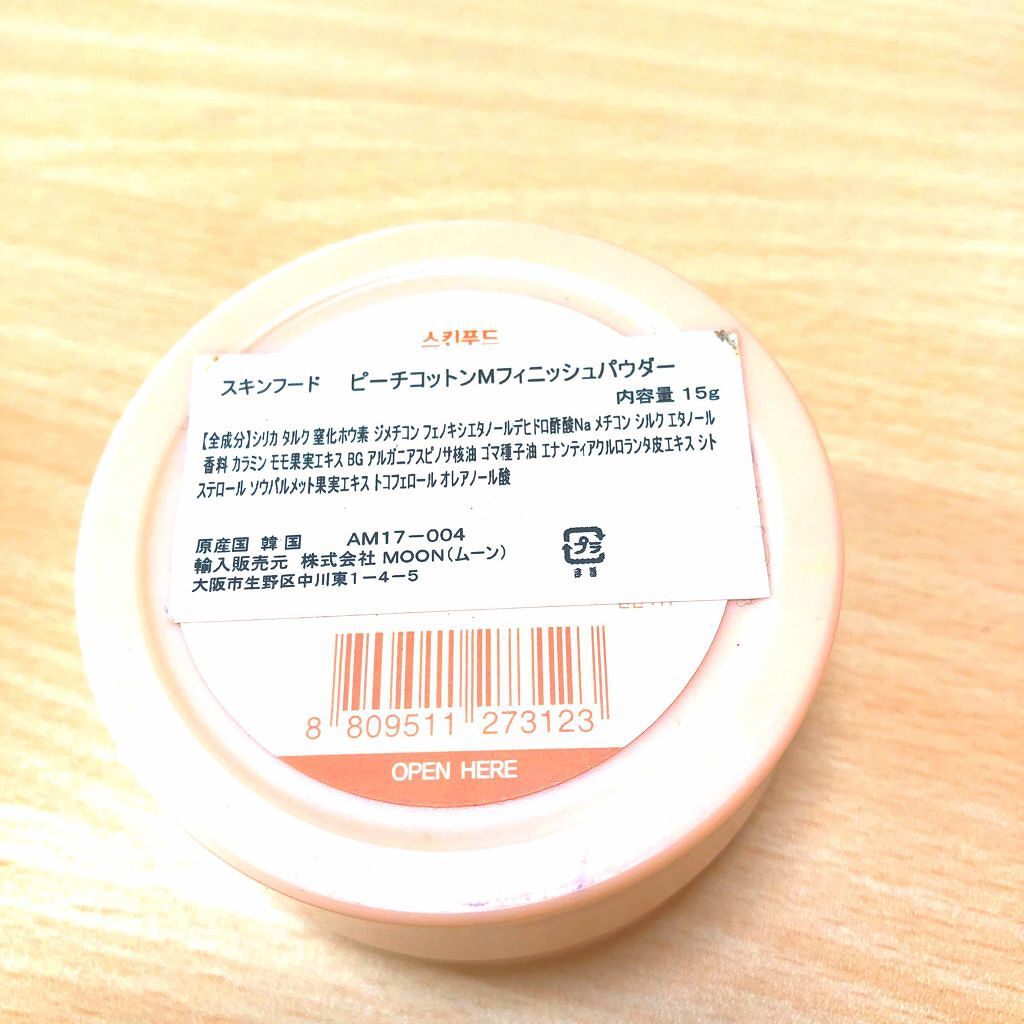 스킨푸드
スキンフード ピーチコットンMフィニッシュパウダー
内容量 15g
【全成分】シリカ タルク 窒化ホウ素 ジメチコン フェノキシエタノールデヒドロ酢酸Na メチコン シルク エタノール
香料 カラミン モモ果実エキス BG アルガニアスピノサ核油 ゴマ種子油 エナンティアクルロランタ皮エキス シト
ステロール ソウパルメット果実エキス トコフェロール オレアノール酸
原産国 韓国 AM17-004
輸入販売元 株式会社 MOON(ムーン)
大阪市生野区中川東1-4-5
プラ
8 809511 273123
OPEN HERE